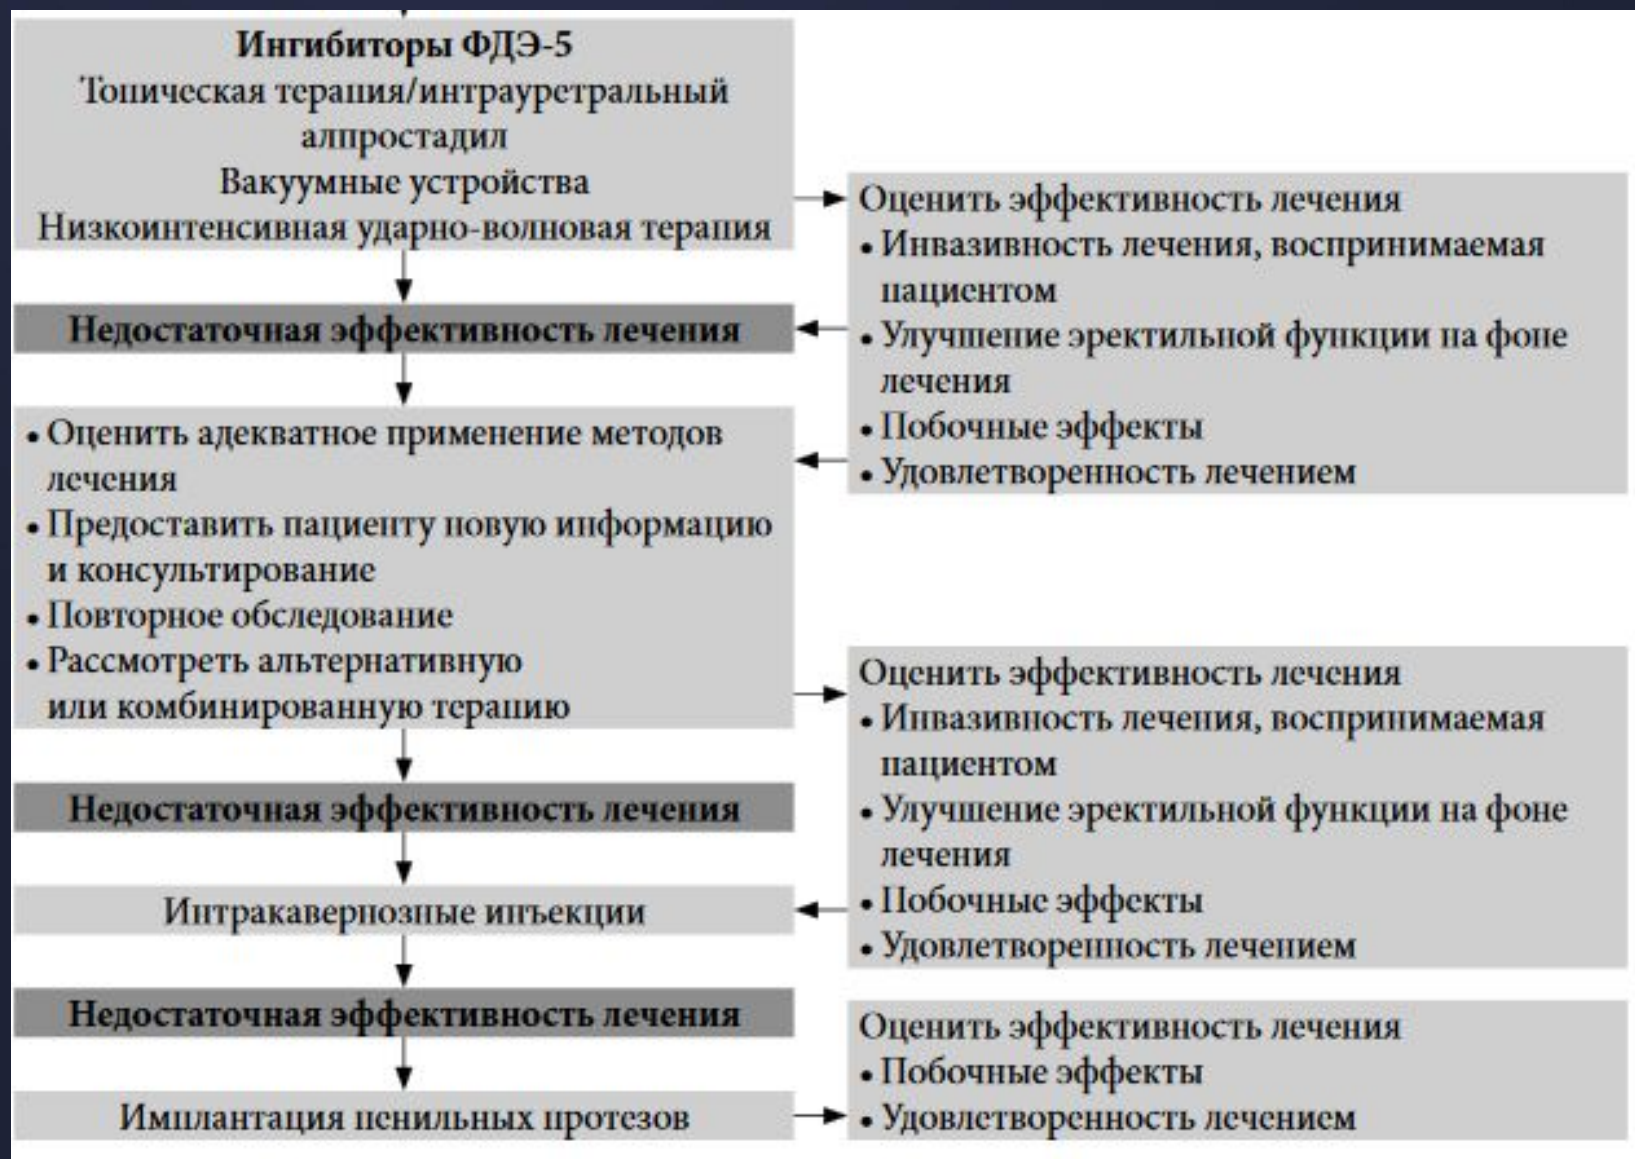 Ингибиторы ФДЭ-5
Топическая терапия/интрауретральный
алпростадил
Вакуумные устройства
Низкоинтенсивная ударно-волновая терапия
Оценить эффективность лечения
• Инвазивность лечения, воспринимаемая
пациентом
• Улучшение эректильной функции на фоне
лечения
• Побочные эффекты
• Удовлетворенность лечением
Недостаточная эффективность лечения
• Оценить адекватное применение методов
лечения
• Предоставить пациенту новую информацию
и консультирование
• Повторное обследование
• Рассмотреть альтернативную
или комбинированную терапию
Оценить эффективность лечения
• Инвазивность лечения, воспринимаемая
пациентом
• Улучшение эректильной функции на фоне
лечения
• Побочные эффекты
• Удовлетворенность лечением
Недостаточная эффективность лечения
Интракавернозные инъекции
Недостаточная эффективность лечения
Имплантация пенильных протезов
Оценить эффективность лечения
• Побочные эффекты
• Удовлетворенность лечением